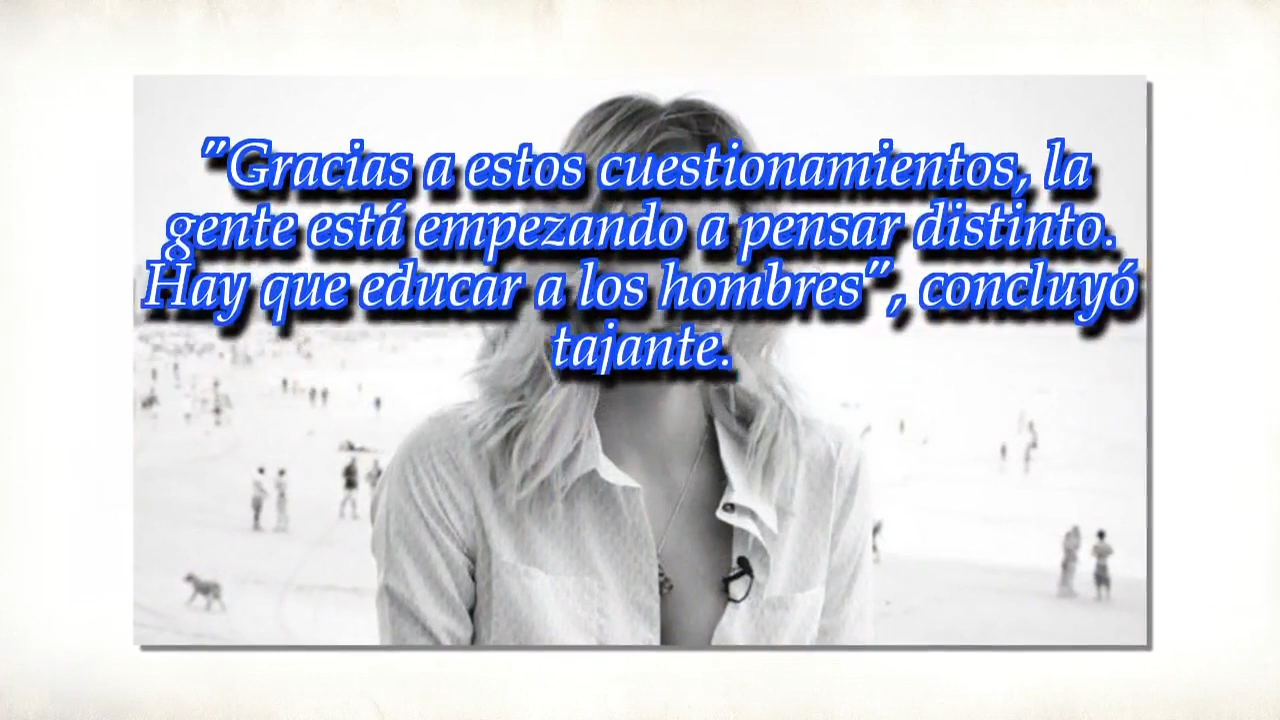 "Gracias a estos cuestionamientos, la
gente está empezando a pensar distinto.
Hay que educar a los hombres", concluyó
tajante.